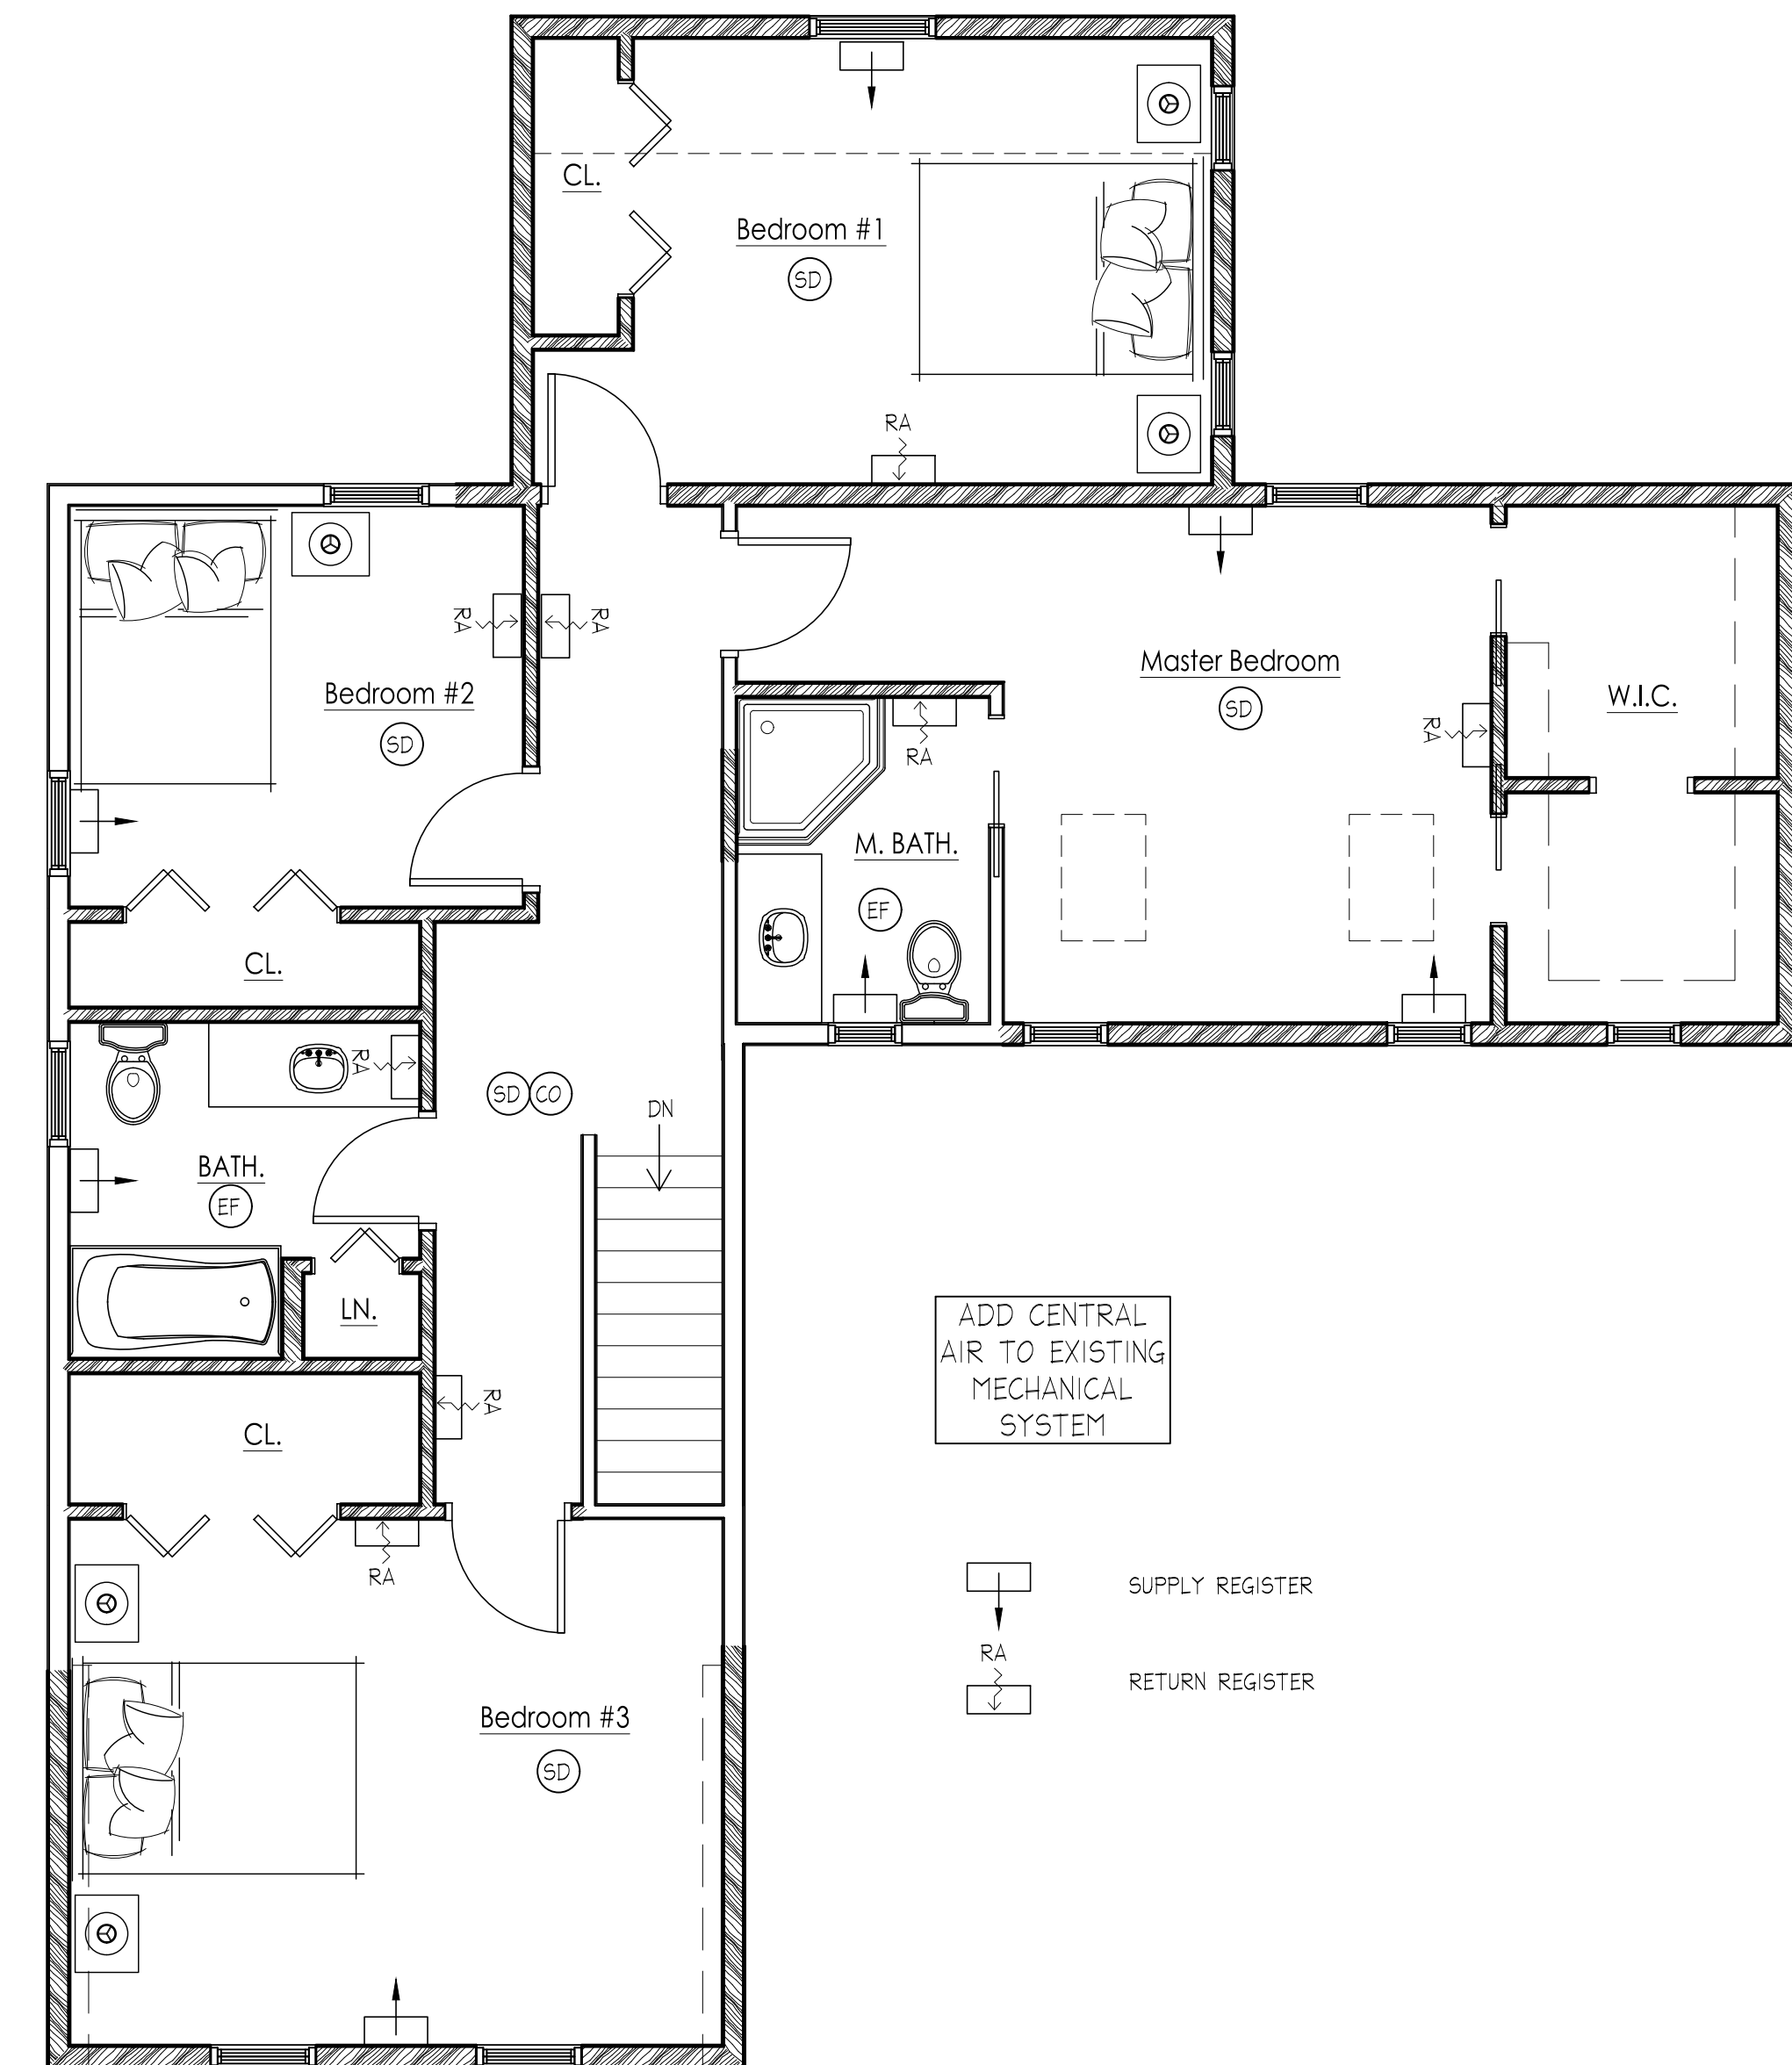 CL.
Bedroom #1
SD
RA
RA
RA
Bedroom #2
SD
Master Bedroom
SD
W.I.C.
RA
RA
M. BATH.
EF
CL.
RA
SD CO
DN
BATH.
EF
LN.
ADD CENTRAL
AIR TO EXISTING
MECHANICAL
SYSTEM
RA
CL.
RA
SUPPLY REGISTER
RA
RETURN REGISTER
Bedroom #3
SD